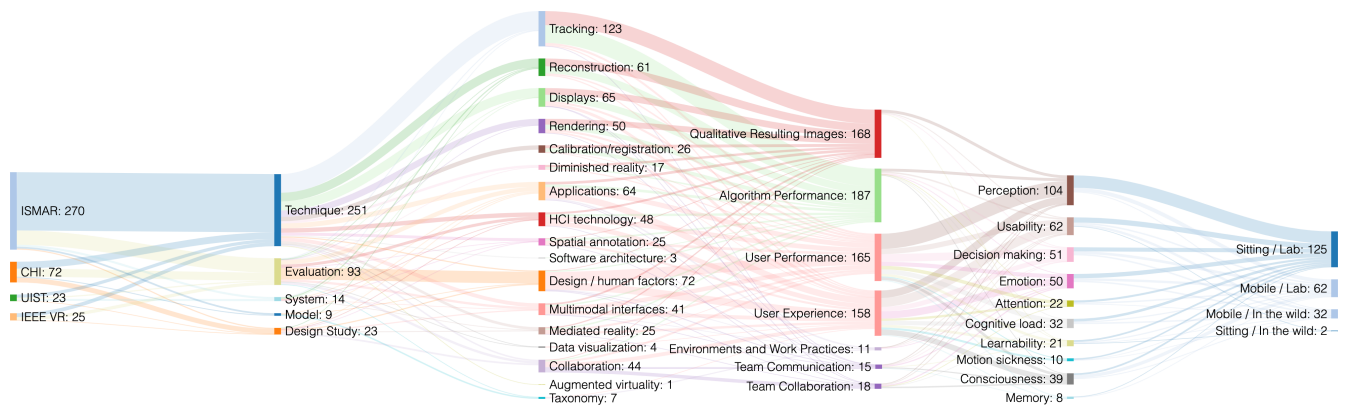 ISMAR: 270
CHI: 72
UIST: 23
IEEE VR: 25
Technique: 251
Evaluation: 93
System: 14
Model: 9
Design Study: 23
Tracking: 123
Reconstruction: 61
Displays: 65
Rendering: 50
Calibration/registration: 26
Diminished reality: 17
Applications: 64
HCI technology: 48
Spatial annotation: 25
Software architecture: 3
Design / human factors: 72
Multimodal interfaces: 41
Mediated reality: 25
Data visualization: 4
Collaboration: 44
Augmented virtuality: 1
Taxonomy: 7
Qualitative Resulting Images: 168
Algorithm Performance: 187
User Performance: 165
User Experience: 158
Environments and Work Practices: 11
Team Communication: 15
Team Collaboration: 18
Perception: 104
Usability: 62
Decision making: 51
Emotion: 50
Attention: 22
Cognitive load: 32
Learnability: 21
Motion sickness: 10
Consciousness: 39
Memory: 8
Sitting / Lab: 125
Mobile / Lab: 62
Mobile / In the wild: 32
Sitting / In the wild: 2